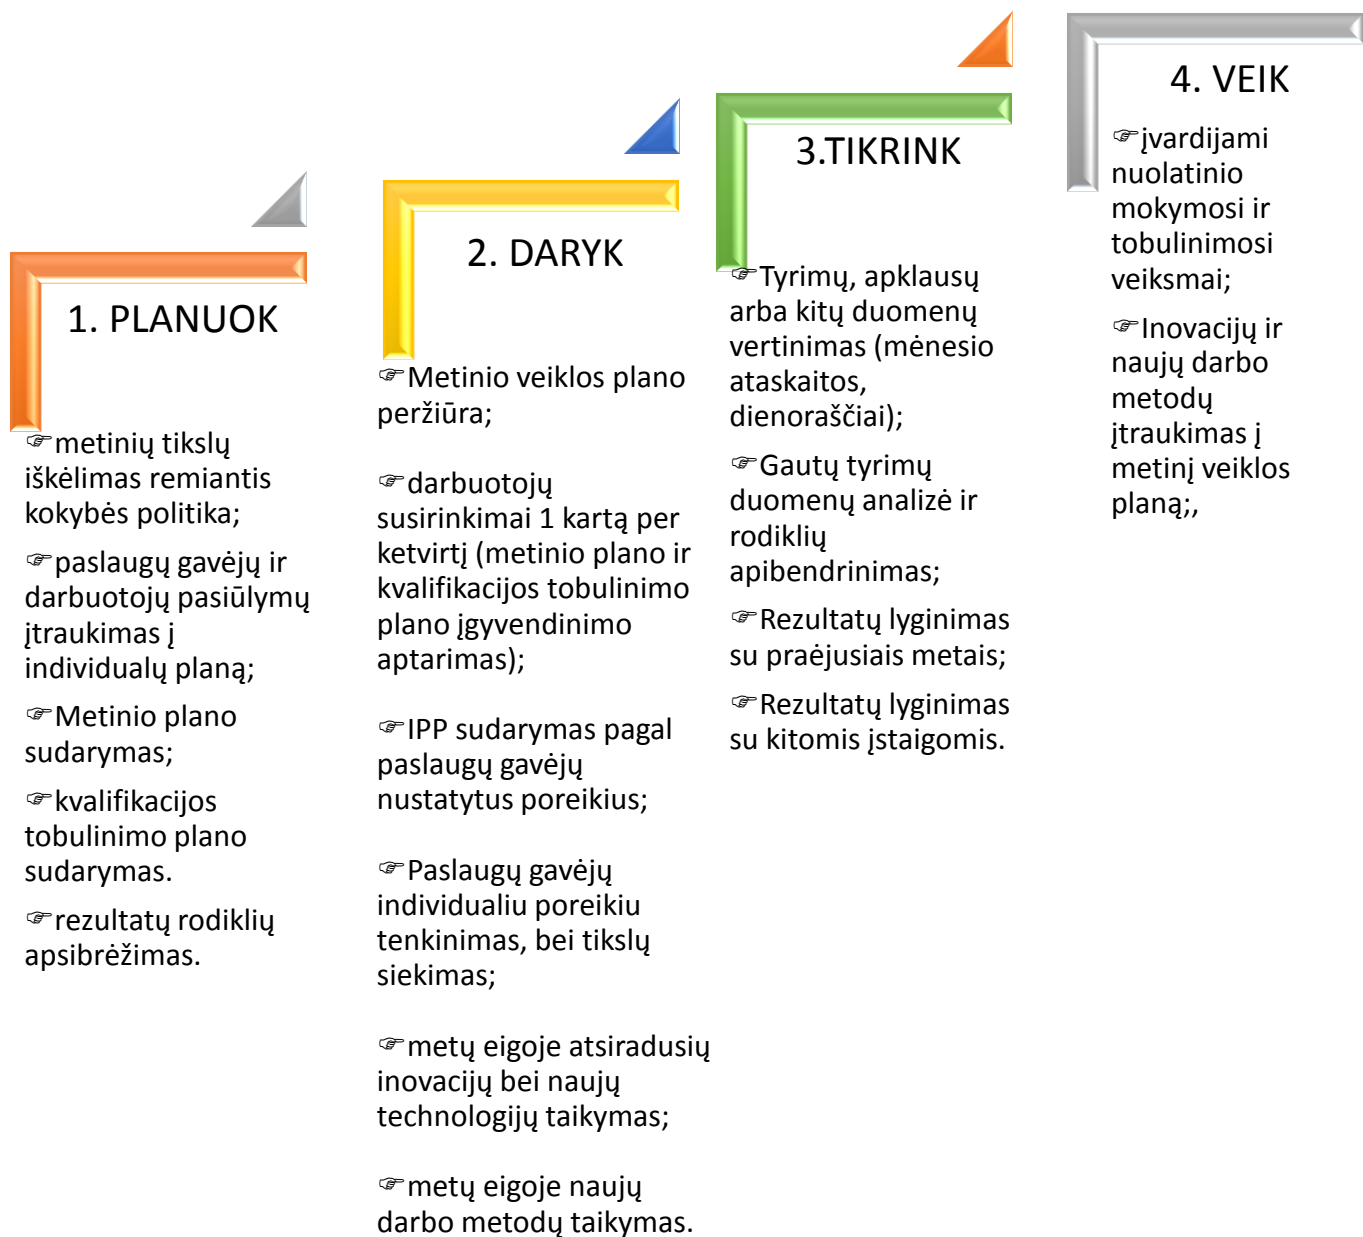 1. PLANUOK
☞metinių tikslų
iškėlimas remiantis
kokybės politika;
☞paslaugų gavėjų ir
darbuotojų pasiūlymų
įtraukimas į
individualų planą;
☞Metinio plano
sudarymas;
☞kvalifikacijos
tobulinimo plano
sudarymas.
☞rezultatų rodiklių
apsibrėžimas.
2. DARYK
☞Metinio veiklos plano
peržiūra;
☞darbuotojų
susirinkimai 1 kartą per
ketvirtį (metinio plano ir
kvalifikacijos tobulinimo
plano įgyvendinimo
aptarimas);
☞IPP sudarymas pagal
paslaugų gavėjų
nustatytus poreikius;
☞Paslaugų gavėjų
individualiu poreikiu
tenkinimas, bei tikslų
siekimas;
☞metų eigoje atsiradusių
inovacijų bei naujų
technologijų taikymas;
☞metų eigoje naujų
darbo metodų taikymas.
3.TIKRINK
☞Tyrimų, apklausų
arba kitų duomenų
vertinimas (mėnesio
ataskaitos,
dienoraščiai);
☞Gautų tyrimų
duomenų analizė ir
rodiklių
apibendrinimas;
☞Rezultatų lyginimas
su praėjusiais metais;
☞Rezultatų lyginimas
su kitomis įstaigomis.
4. VEIK
☞įvardijami
nuolatinio
mokymosi ir
tobulinimosi
veiksmai;
☞Inovacijų ir
naujų darbo
metodų
įtraukimas į
metinį veiklos
planą;,